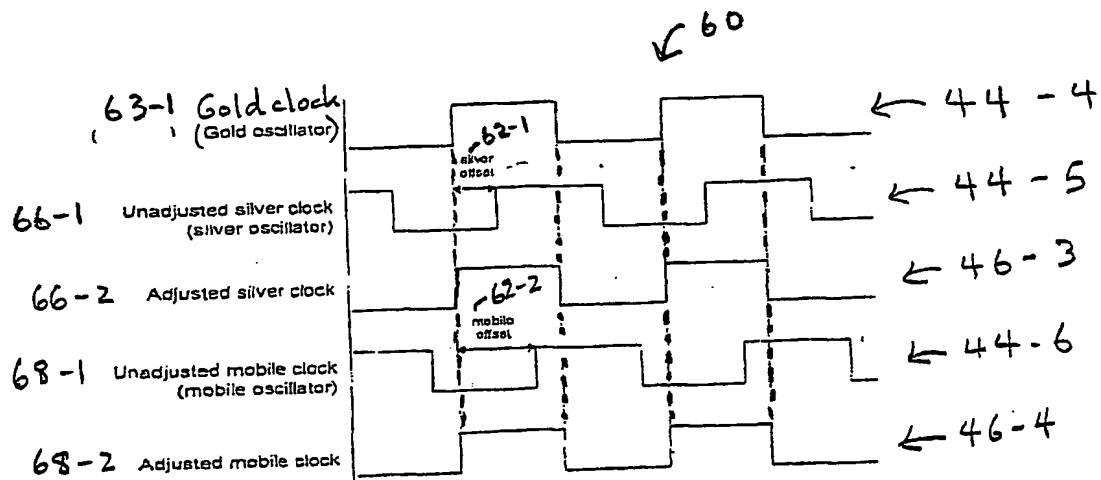 60
63-1 Gold clock
(Gold oscillator)
44-4
62-1
silver
offset
66-1 Unadjusted silver clock
(silver oscillator)
44-5
66-2 Adjusted silver clock
46-3
62-2
mobile
offset
68-1 Unadjusted mobile clock
(mobile oscillator)
44-6
68-2 Adjusted mobile clock
46-4